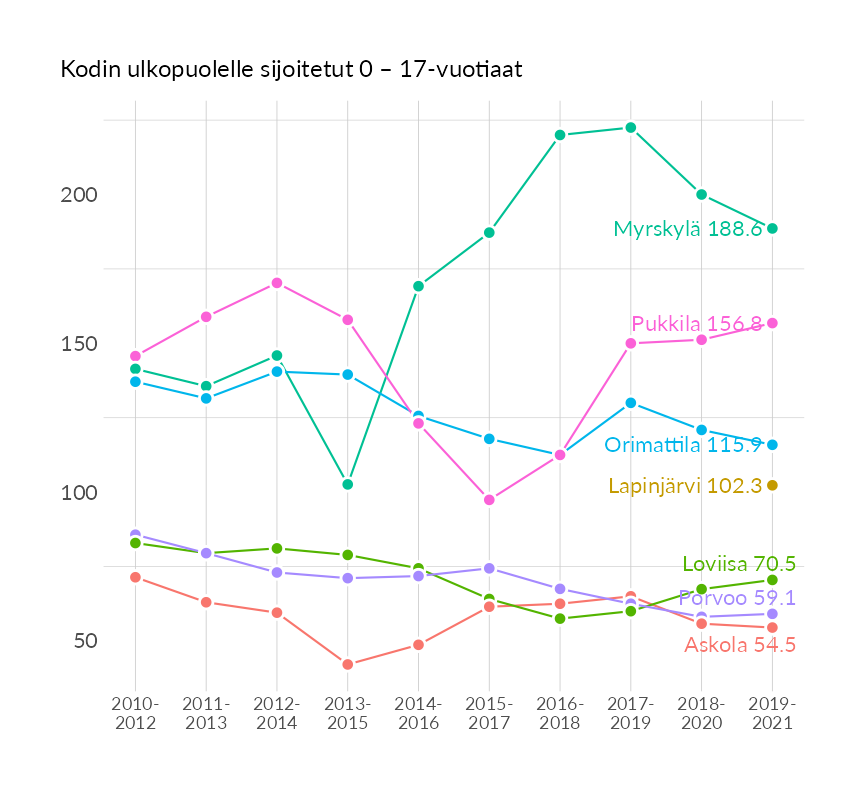 Kodin ulkopuolelle sijoitetut 0 – 17-vuotiaat
200
Myrskylä 188.6
Pukkila 156.8
150
Orimattila 115.9
Lapinjärvi 102.3
100
Loviisa 70.5
Porvoo 59.1
Askola 54.5
50
2010- 2011- 2012- 2013- 2014- 2015- 2016- 2017- 2018- 2019-
2012 2013 2014 2015 2016 2017 2018 2019 2020 2021